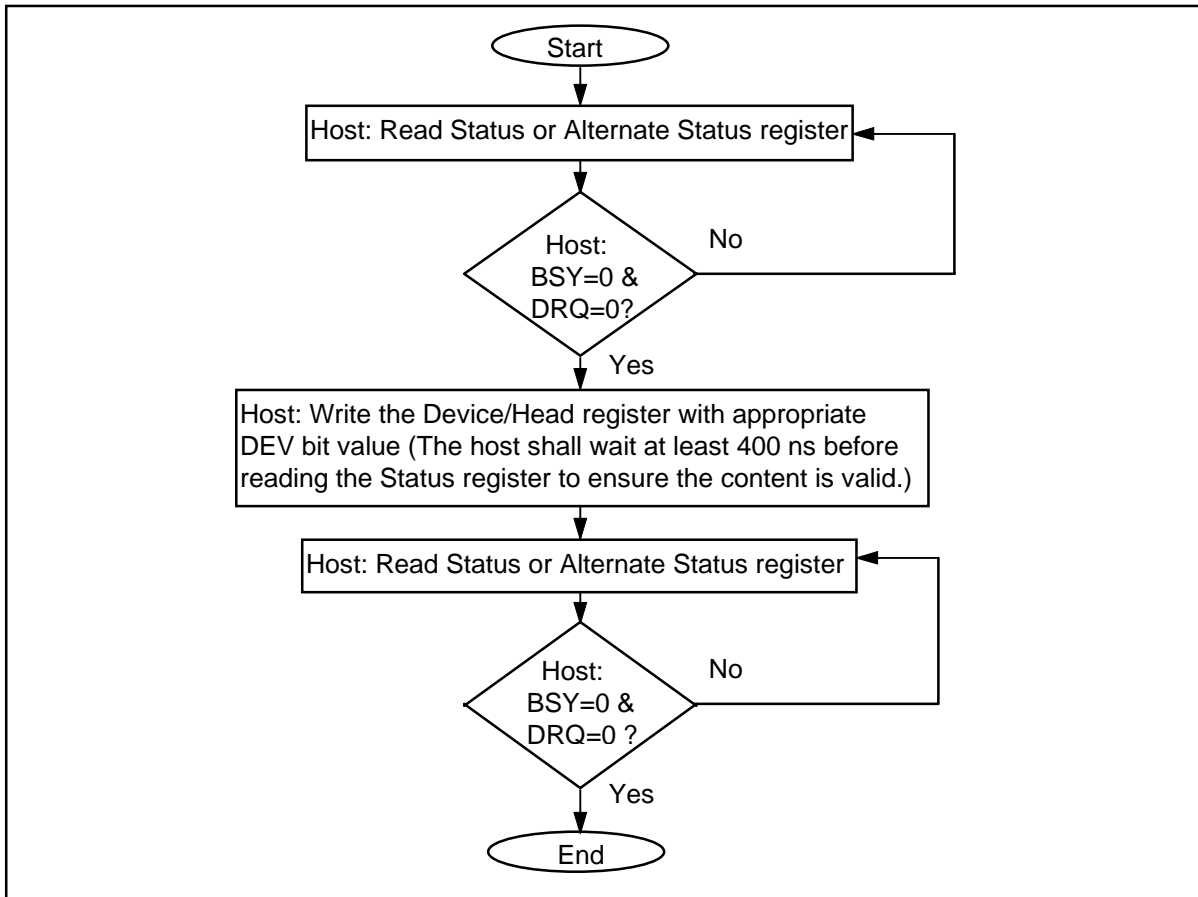 Start
Host: Read Status or Alternate Status register
Host:
BSY=0 &
DRQ=0?
No
Yes
Host: Write the Device/Head register with appropriate
DEV bit value (The host shall wait at least 400 ns before
reading the Status register to ensure the content is valid.)
Host: Read Status or Alternate Status register
Host:
BSY=0 &
DRQ=0 ?
No
Yes
End